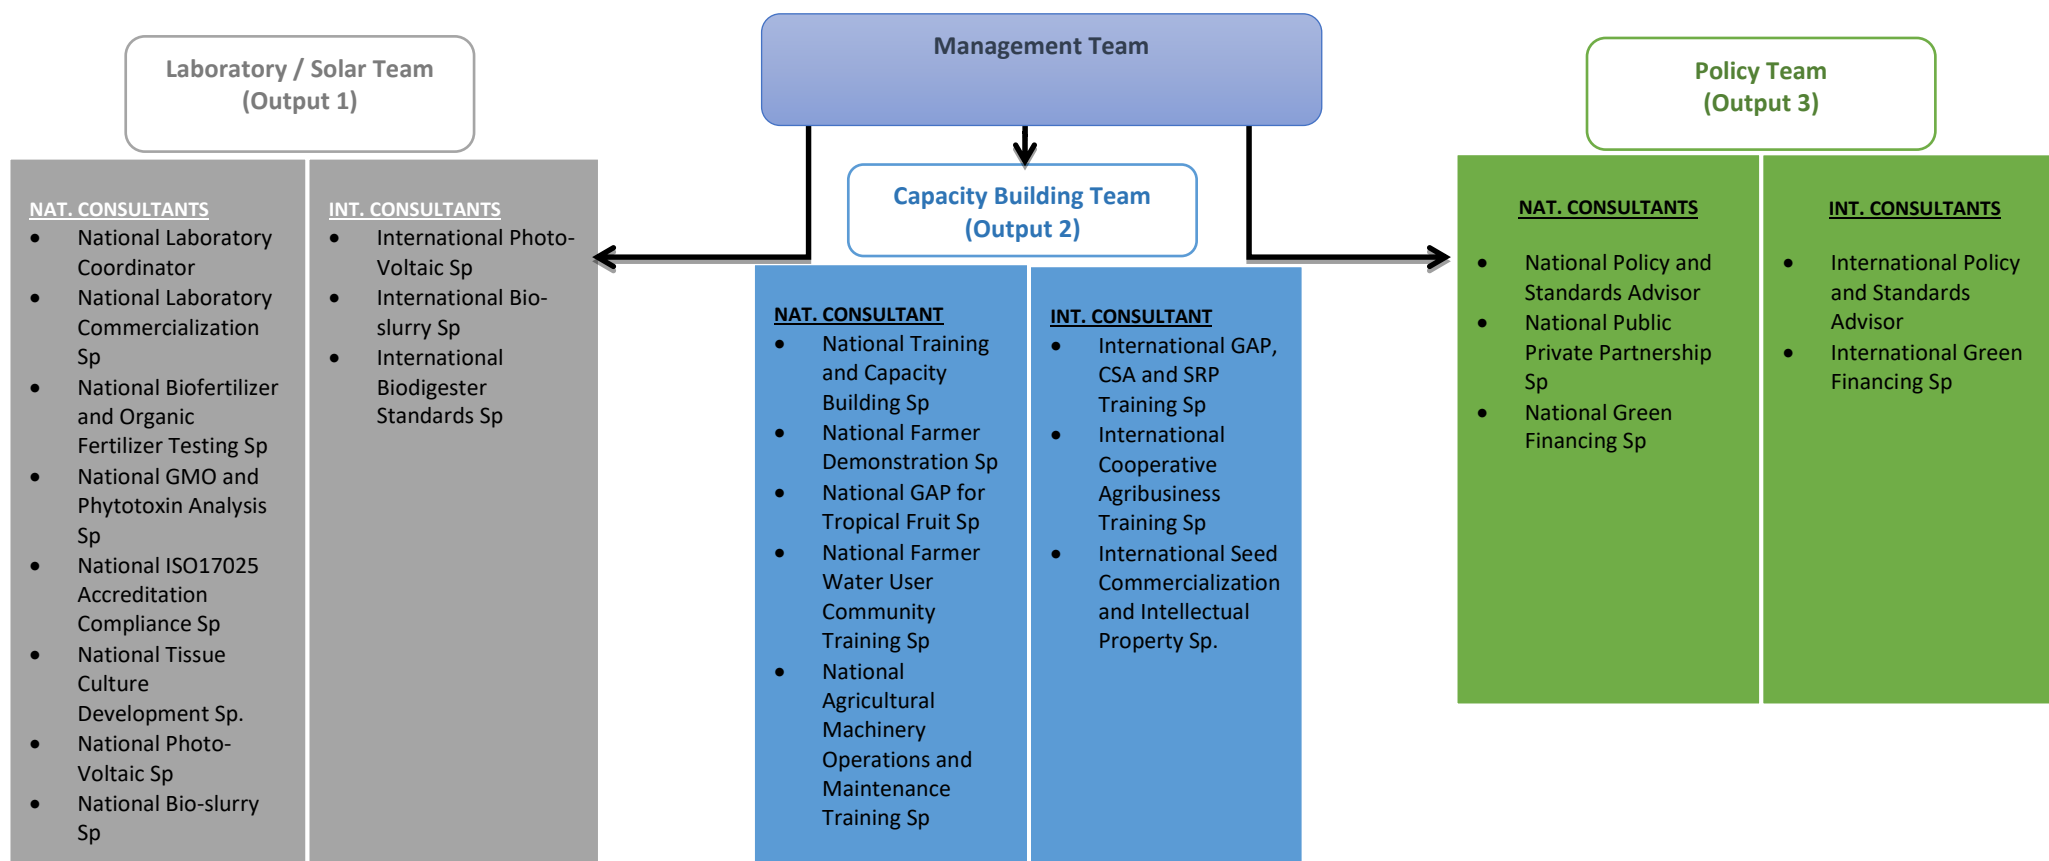 Management Team
Laboratory / Solar Team
(Output 1)
NAT. CONSULTANTS
• National Laboratory
Coordinator
• National Laboratory
Commercialization
Sp
• National Biofertilizer
and Organic
Fertilizer Testing Sp
• National GMO and
Phytotoxin Analysis
Sp
• National ISO17025
Accreditation
Compliance Sp
• National Tissue
Culture
Development Sp.
• National Photo-
Voltaic Sp
• National Bio-slurry
Sp
INT. CONSULTANTS
• International Photo-
Voltaic Sp
• International Bio-
slurry Sp
• International
Biodigester
Standards Sp
Capacity Building Team
(Output 2)
NAT. CONSULTANT
• National Training
and Capacity
Building Sp
• National Farmer
Demonstration Sp
• National GAP for
Tropical Fruit Sp
• National Farmer
Water User
Community
Training Sp
• National
Agricultural
Machinery
Operations and
Maintenance
Training Sp
INT. CONSULTANT
• International GAP,
CSA and SRP
Training Sp
• International
Cooperative
Agribusiness
Training Sp
• International Seed
Commercialization
and Intellectual
Property Sp.
Policy Team
(Output 3)
NAT. CONSULTANTS
• National Policy and
Standards Advisor
• National Public
Private Partnership
Sp
• National Green
Financing Sp
INT. CONSULTANTS
• International Policy
and Standards
Advisor
• International Green
Financing Sp